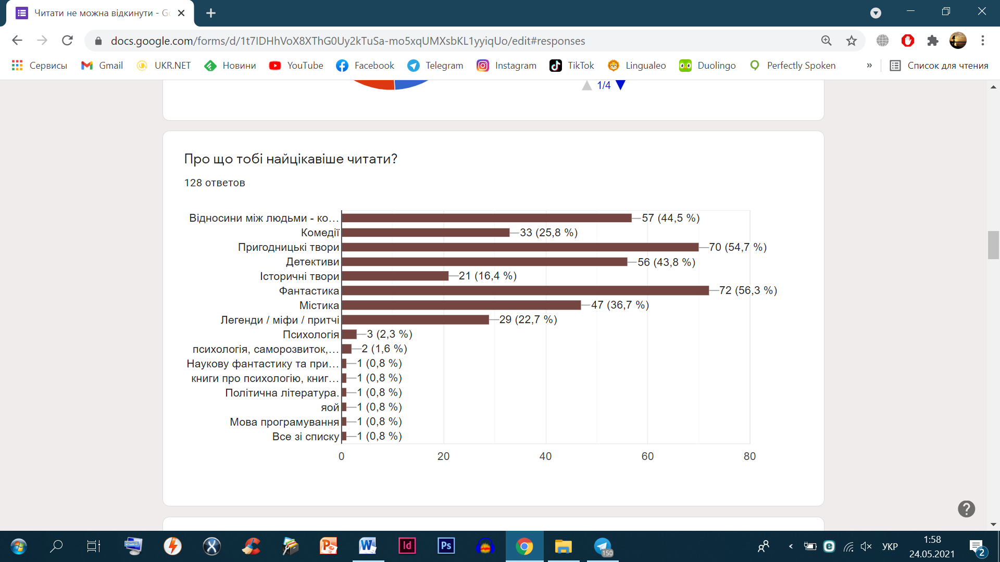 Читати не можна відкинути - Go
docs.google.com/forms/d/1t7IDHhVoX8XThG0Uy2kTuSa-mo5xqUMXsbKL1yyiqUo/edit#responses
Сервисы Gmail UKR.NET Новини YouTube Facebook Telegram Instagram TikTok Lingualeo Duolingo Perfectly Spoken » Список для чтения
1/4
Про що тобі найцікавіше читати?
128 ответов
Відносини між людьми - ко... 57 (44,5 %)
Комедії 33 (25,8 %)
Пригодницькі твори 70 (54,7 %)
Детективи 56 (43,8 %)
Історичні твори 21 (16,4 %)
Фантастика 72 (56,3 %)
Містика 47 (36,7 %)
Легенди / міфи / притчі 29 (22,7 %)
Психологія 3 (2,3 %)
психологія, саморозвиток,... 2 (1,6 %)
Наукову фантастику та при... 1 (0,8 %)
книги про психологію, книг... 1 (0,8 %)
Політична література. 1 (0,8 %)
яой 1 (0,8 %)
Мова програмування 1 (0,8 %)
Все зі списку 1 (0,8 %)
0 20 40 60 80
УКР
1:58
24.05.2021
150
2